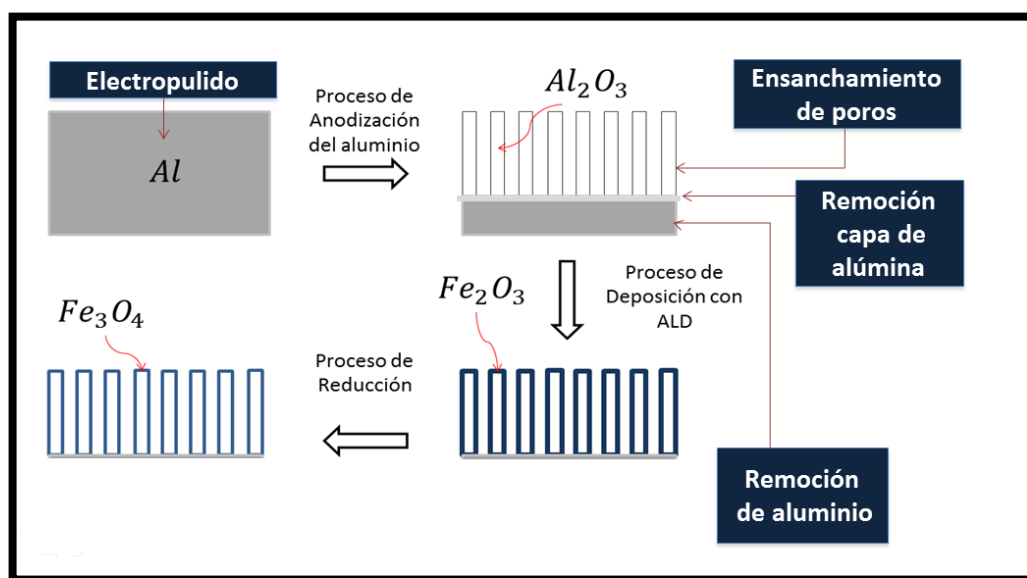 Electropulido
Al
Proceso de
Anodización
del aluminio
Al₂O₃
Ensanchamiento
de poros
Remoción
capa de
alúmina
Proceso de
Deposición con
ALD
Fe₂O₃
Fe₃O₄
Proceso de
Reducción
Remoción
de aluminio